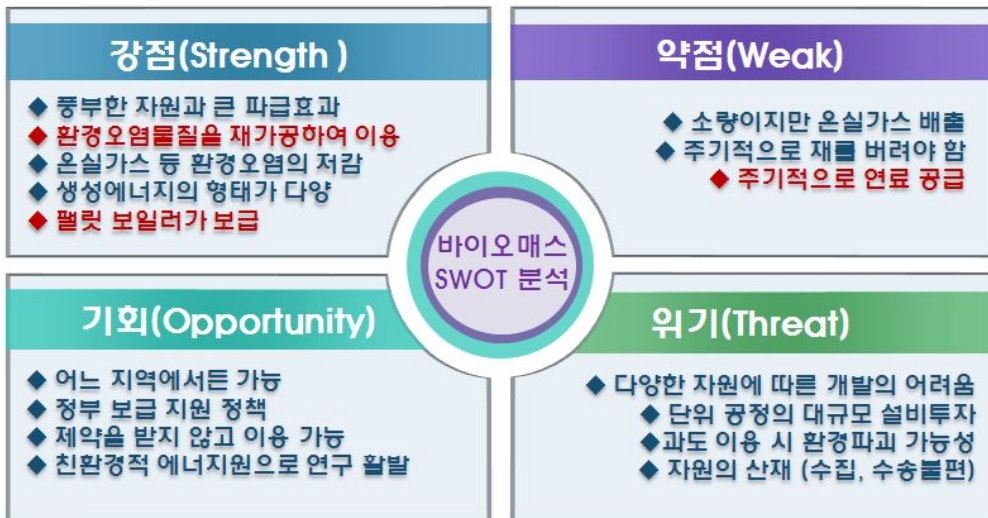 강점(Strength )
◆ 풍부한 자원과 큰 파급효과
◆ 환경오염물질을 재가공하여 이용
◆ 온실가스 등 환경오염의 저감
◆ 생성에너지의 형태가 다양
◆ 팰릿 보일러가 보급
약점(Weak)
◆ 소량이지만 온실가스 배출
◆ 주기적으로 재를 버려야 함
◆ 주기적으로 연료 공급
바이오매스
SWOT 분석
기회(Opportunity)
◆ 어느 지역에서든 가능
◆ 정부 보급 지원 정책
◆ 제약을 받지 않고 이용 가능
◆ 친환경적 에너지원으로 연구 활발
위기(Threat)
◆ 다양한 자원에 따른 개발의 어려움
◆ 단위 공정의 대규모 설비투자
◆과도 이용 시 환경파괴 가능성
◆ 자원의 산재 (수집, 수송불편)